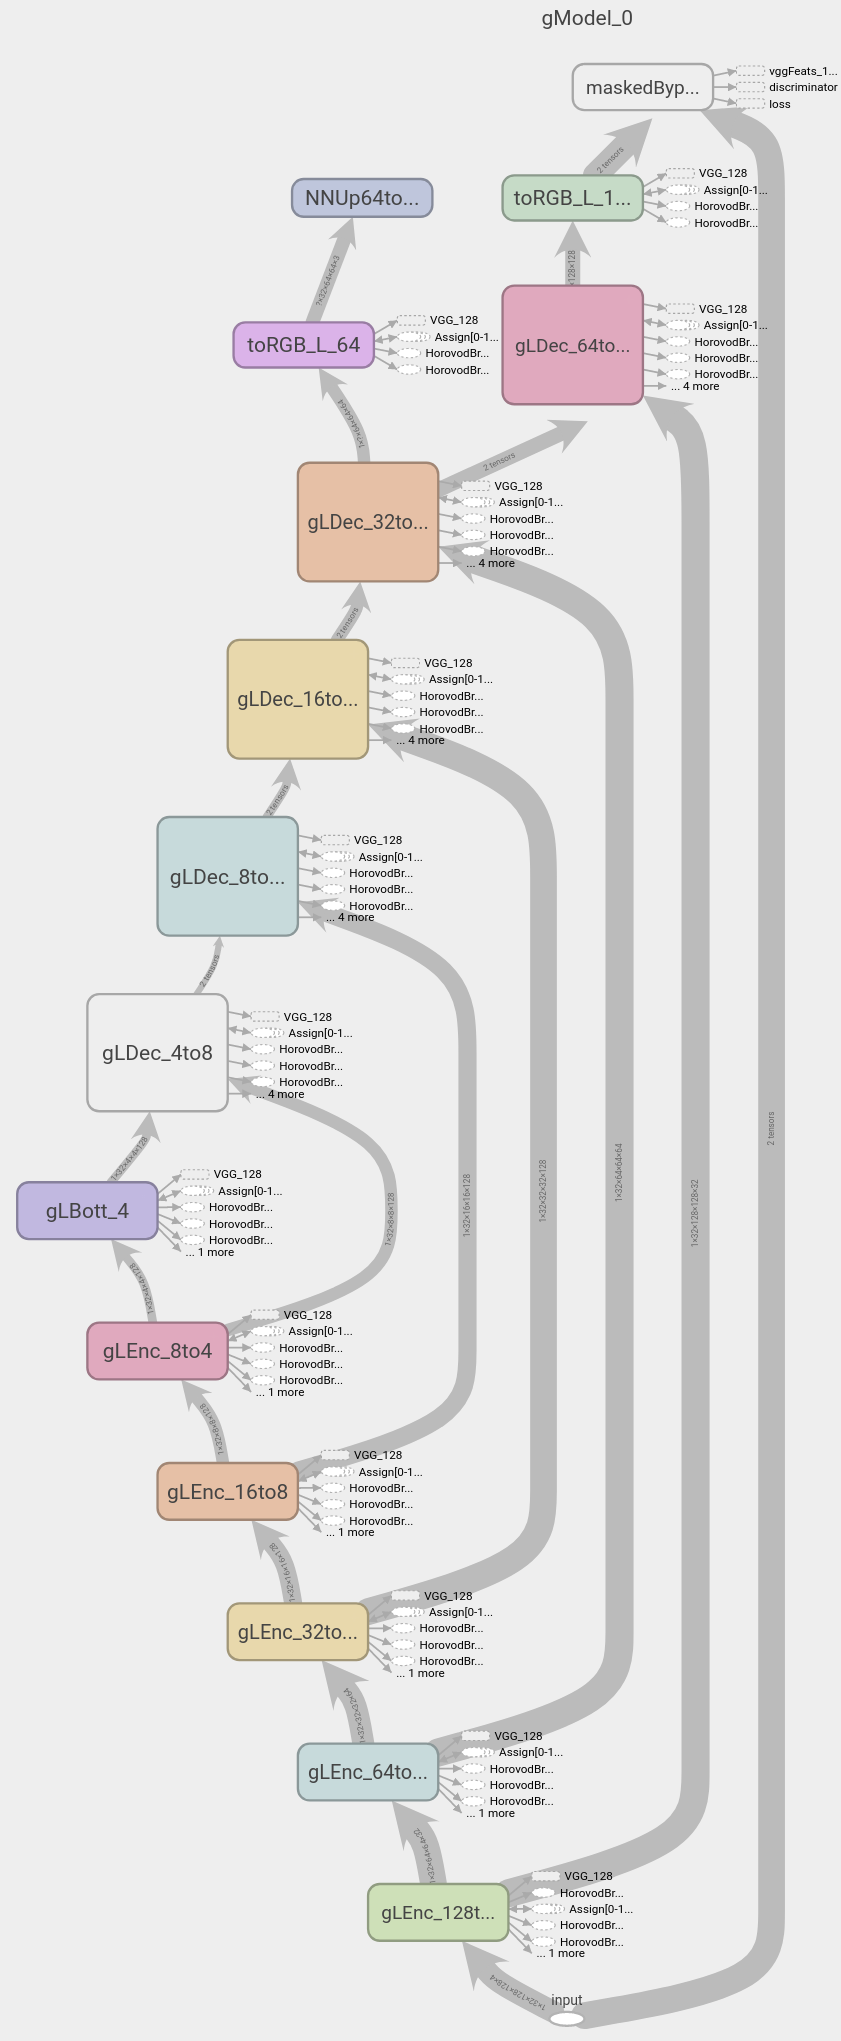 gModel_0
maskedByp...
vggFeats_1...
discriminator
loss
2 tensors
toRGB_L_1...
VGG_128
Assign[0-1...
HorovodBr...
HorovodBr...
NNUp64to...
?×32×64×64×3
×128×128
toRGB_L_64
VGG_128
Assign[0-1...
HorovodBr...
HorovodBr...
gLDec_64to...
VGG_128
Assign[0-1...
HorovodBr...
HorovodBr...
HorovodBr...
... 4 more
1×?×64×64×64
2 tensors
gLDec_32to...
VGG_128
Assign[0-1...
HorovodBr...
HorovodBr...
HorovodBr...
... 4 more
2 tensors
gLDec_16to...
VGG_128
Assign[0-1...
HorovodBr...
HorovodBr...
HorovodBr...
... 4 more
2 tensors
gLDec_8to...
VGG_128
Assign[0-1...
HorovodBr...
HorovodBr...
HorovodBr...
... 4 more
2 tensors
gLDec_4to8
VGG_128
Assign[0-1...
HorovodBr...
HorovodBr...
HorovodBr...
... 4 more
1×32×4×4×128
gLBott_4
VGG_128
Assign[0-1...
HorovodBr...
HorovodBr...
HorovodBr...
... 1 more
1×32×8×8×128
1×32×16×16×128
1×32×32×32×128
1×32×64×64×64
1×32×128×128×32
2 tensors
1×32×4×4×128
gLEnc_8to4
VGG_128
Assign[0-1...
HorovodBr...
HorovodBr...
HorovodBr...
... 1 more
1×32×8×8×128
gLEnc_16to8
VGG_128
Assign[0-1...
HorovodBr...
HorovodBr...
HorovodBr...
... 1 more
1×32×16×16×128
gLEnc_32to...
VGG_128
Assign[0-1...
HorovodBr...
HorovodBr...
HorovodBr...
... 1 more
1×32×32×32×64
gLEnc_64to...
VGG_128
Assign[0-1...
HorovodBr...
HorovodBr...
HorovodBr...
... 1 more
1×32×64×64×32
gLEnc_128t...
VGG_128
HorovodBr...
Assign[0-1...
HorovodBr...
HorovodBr...
... 1 more
1×32×128×128×4
input